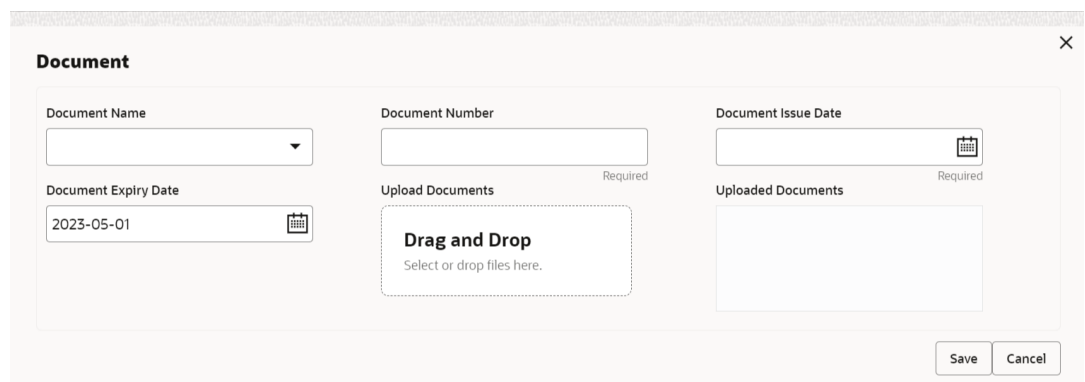 Document
Document Name
Document Number
Document Issue Date
Required
Required
Document Expiry Date
Upload Documents
Uploaded Documents
2023-05-01
Drag and Drop
Select or drop files here.
Save
Cancel